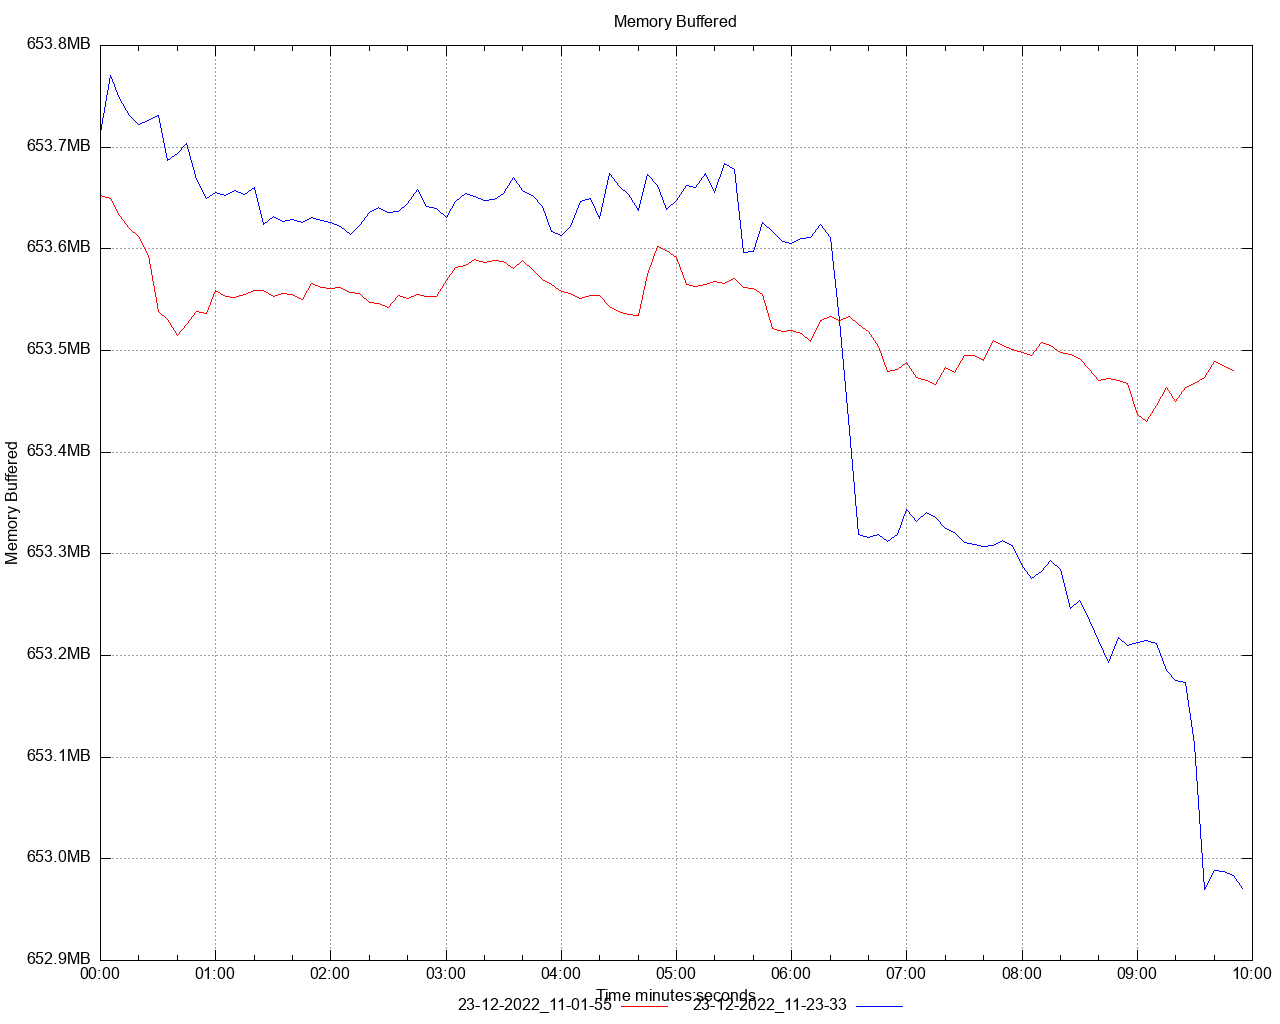 Memory Buffered
653.8MB
653.7MB
653.6MB
653.5MB
653.4MB
653.3MB
653.2MB
653.1MB
653.0MB
652.9MB
Memory Buffered
00:00 01:00 02:00 03:00 04:00 05:00 06:00 07:00 08:00 09:00 10:00
Time minutes:seconds
23-12-2022_11-01-55 23-12-2022_11-23-33